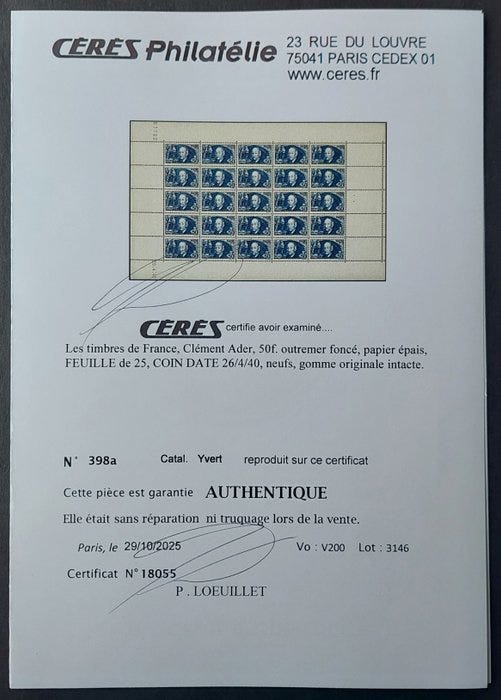 CÉRÈS Philatélie
23 RUE DU LOUVRE
75041 PARIS CEDEX 01
www.ceres.fr
CÉRÈS certifie avoir examiné....
Les timbres de France, Clément Ader, 50f. outremer foncé, papier épais,
FEUILLE de 25, COIN DATE 26/4/40, neufs, gomme originale intacte.
N° 398a Catal. Yvert reproduit sur ce certificat
Cette pièce est garantie AUTHENTIQUE
Elle était sans réparation ni truquage lors de la vente.
Paris, le 29/10/2025 Vo : V200 Lot : 3146
Certificat N° 18055
P . LOEUILLET